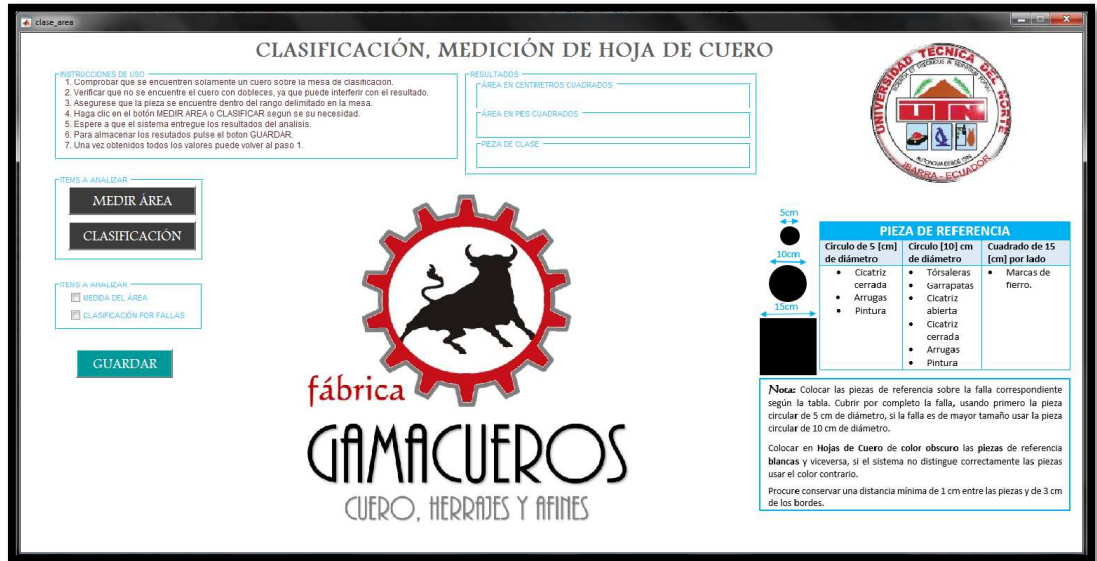 clase_area
CLASIFICACIÓN, MEDICIÓN DE HOJA DE CUERO
INSTRUCCIONES DE USO
1. Comprobar que se encuentren solamente un cuero sobre la mesa de clasificacion.
2. Verificar que no se encuentre el cuero con dobleces, ya que puede interferir con el resultado.
3. Asegurese que la pieza se encuentre dentro del rango delimitado en la mesa.
4. Haga clic en el botón MEDIR AREA o CLASIFICAR segun se su necesidad.
5. Espere a que el sistema entregue los resultados del analisis.
6. Para almacenar los resutados pulse el boton GUARDAR.
7. Una vez obtenidos todos los valores puede volver al paso 1.
RESULTADOS
ÁREA EN CENTIMETROS CUADRADOS
ÁREA EN PIES CUADRADOS
PIEZA DE CLASE
UNIVERSIDAD TECNICA DEL NORTE
UTN
AUTONOMA DESDE 1986
IBARRA - ECUADOR
ITEMS A ANALIZAR
MEDIR ÁREA
CLASIFICACIÓN
ITEMS A ANALIZAR
MEDIDA DEL ÁREA
CLASIFICACIÓN POR FALLAS
GUARDAR
fábrica
GAMACUEROS
CUERO, HERRAJES Y AFINES
5cm
10cm
15cm
PIEZA DE REFERENCIA
Circulo de 5 [cm] de diámetro
Circulo [10] cm de diámetro
Cuadrado de 15 [cm] por lado
• Cicatriz
cerrada
• Arrugas
• Pintura
• Tórsaleras
• Garrapatas
• Cicatriz
abierta
• Cicatriz
cerrada
• Arrugas
• Pintura
• Marcas de
fierro.
Nota: Colocar las piezas de referencia sobre la falla correspondiente
según la tabla. Cubrir por completo la falla, usando primero la pieza
circular de 5 cm de diámetro, si la falla es de mayor tamaño usar la pieza
circular de 10 cm de diámetro.
Colocar en Hojas de Cuero de color obscuro las piezas de referencia
blancas y viceversa, si el sistema no distingue correctamente las piezas
usar el color contrario.
Procure conservar una distancia mínima de 1 cm entre las piezas y de 3 cm
de los bordes.